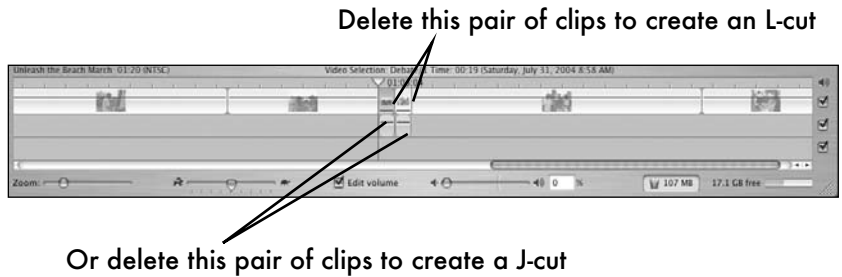 Delete this pair of clips to create an L-cut
Unleash the Beach March 01:20 (NTSC) Video Selection: Debate Time: 00:19 (Saturday, July 31, 2004 8:58 AM)
Zoom: Edit volume 0 % 107 MB 17.1 GB free
Or delete this pair of clips to create a J-cut